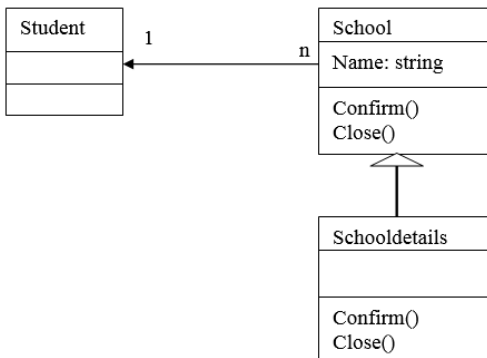 Student
1
n
School
Name: string
Confirm()
Close()
Schooldetails
Confirm()
Close()